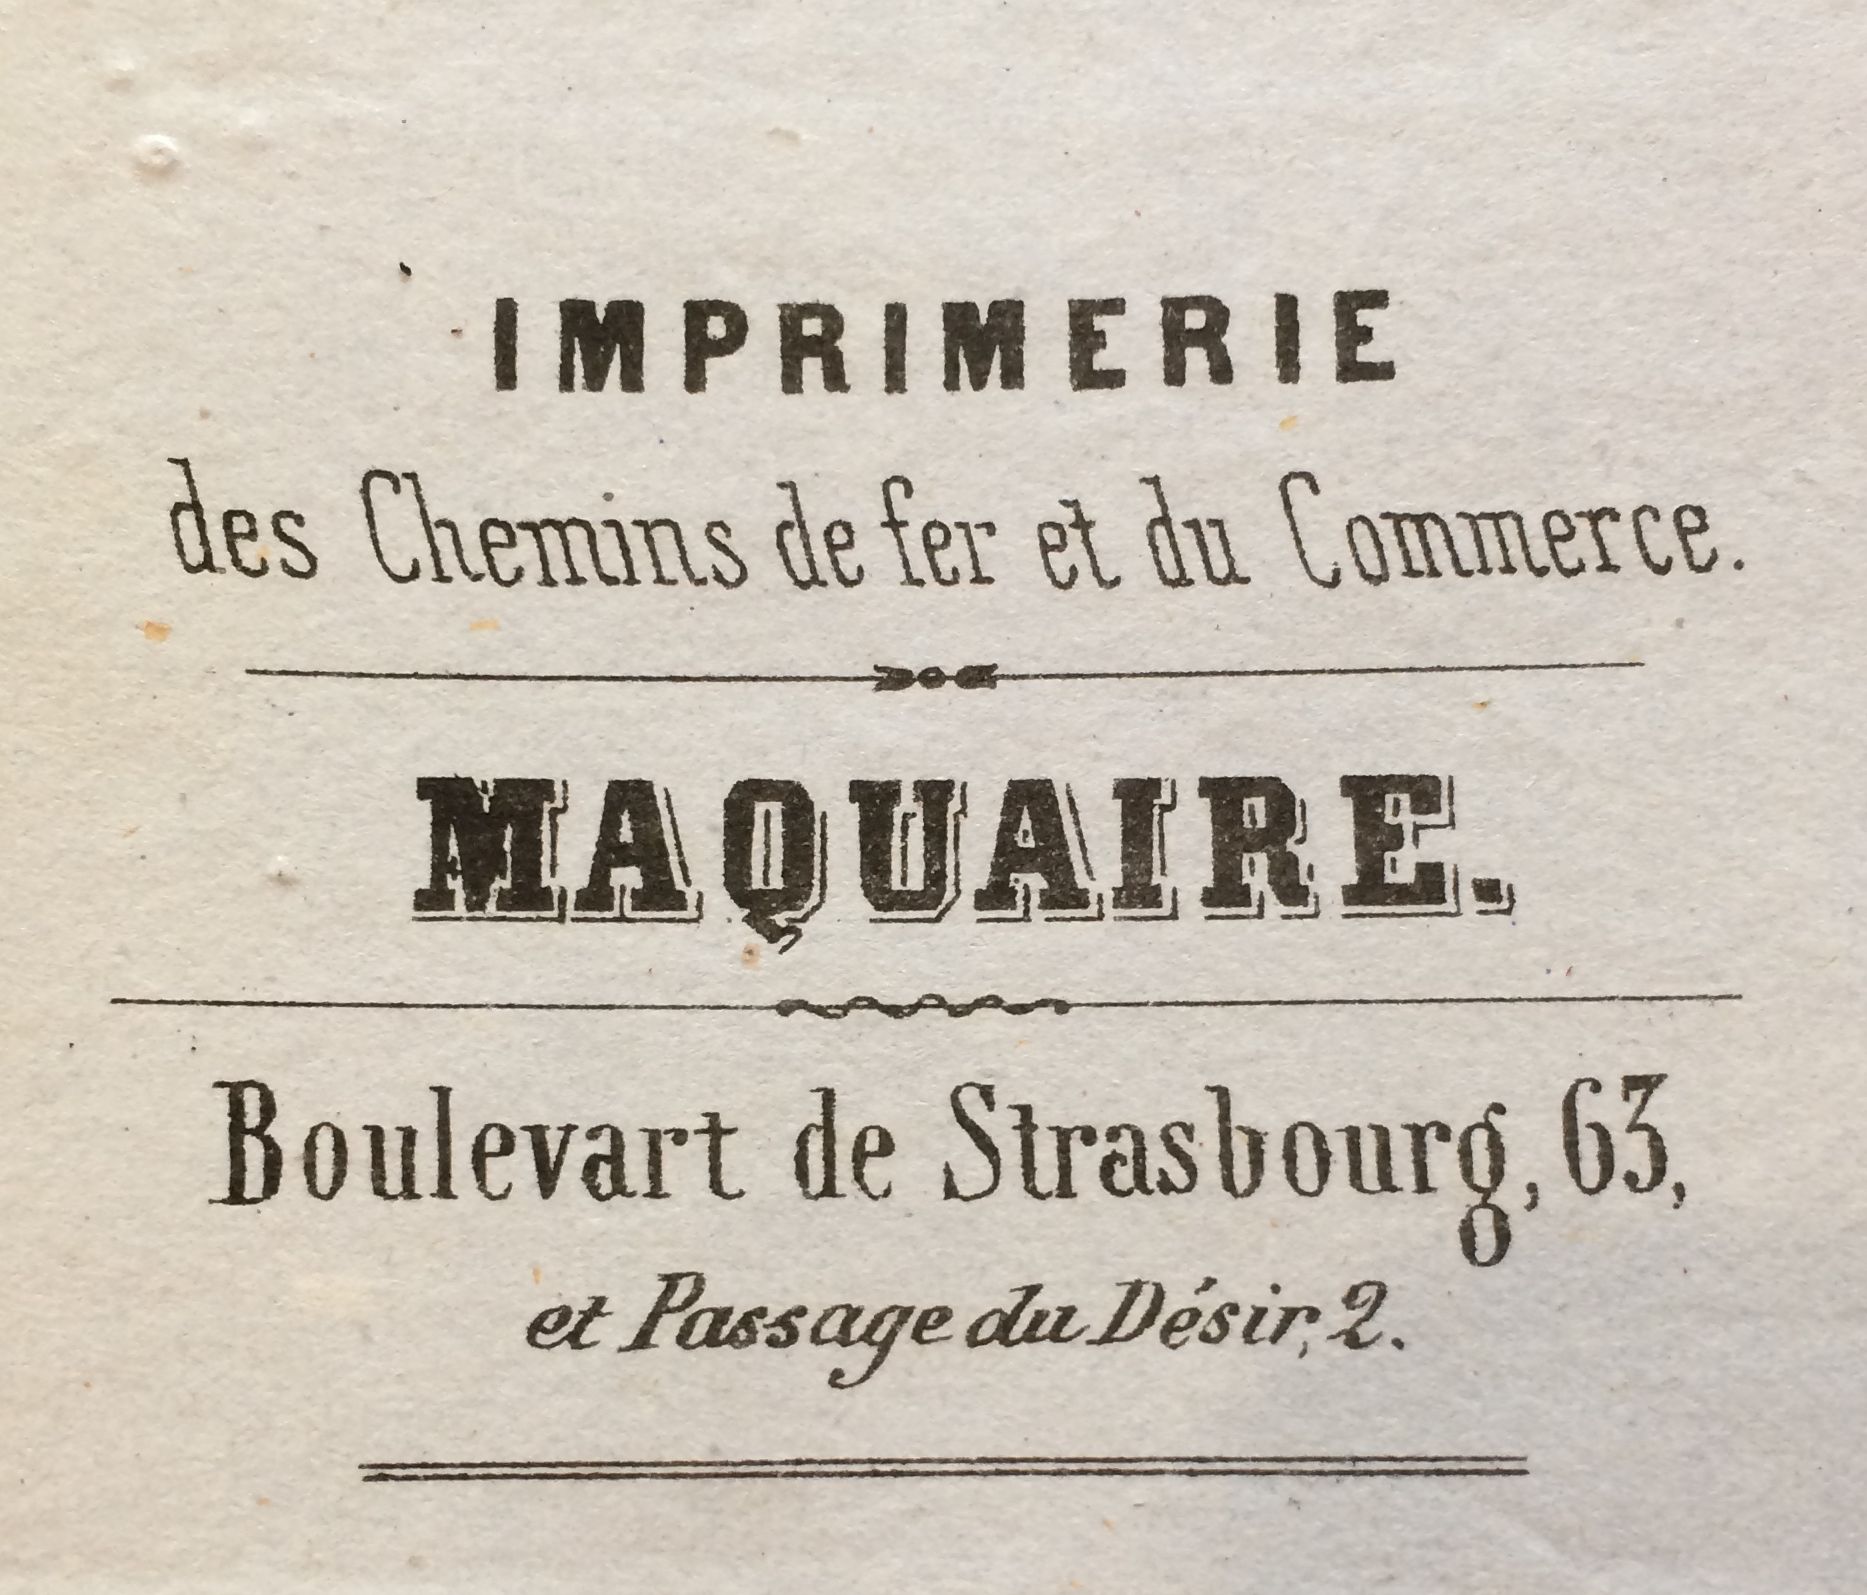 IMPRIMERIE
des Chemins de fer et du Commerce.
MAQUAIRE.
Boulevart de Strasbourg, 63,
et Passage du Désir, 2.